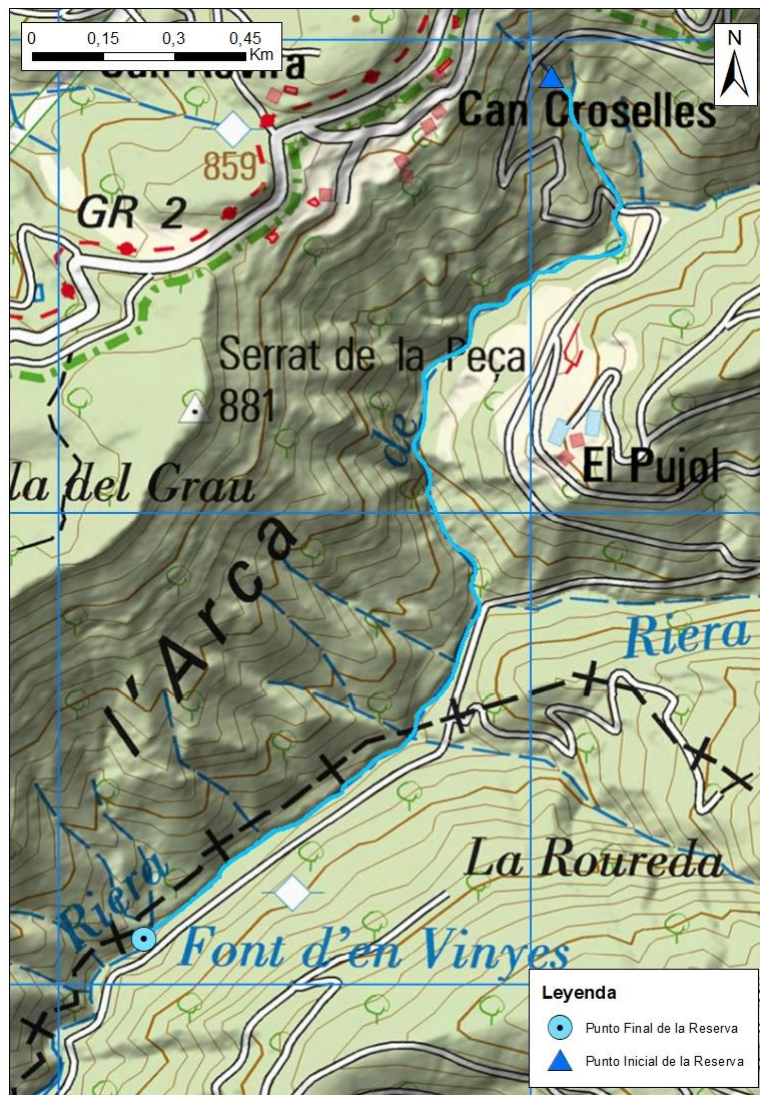 0 0,15 0,3 0,45
Km
N
Can Rovira
Can Croselles
859
GR 2
Serrat de la Peça
881
de
la del Grau
El Pujol
l'Arca
Riera
La Roureda
Riera
Font d'en Vinyes
Leyenda
Punto Final de la Reserva
Punto Inicial de la Reserva